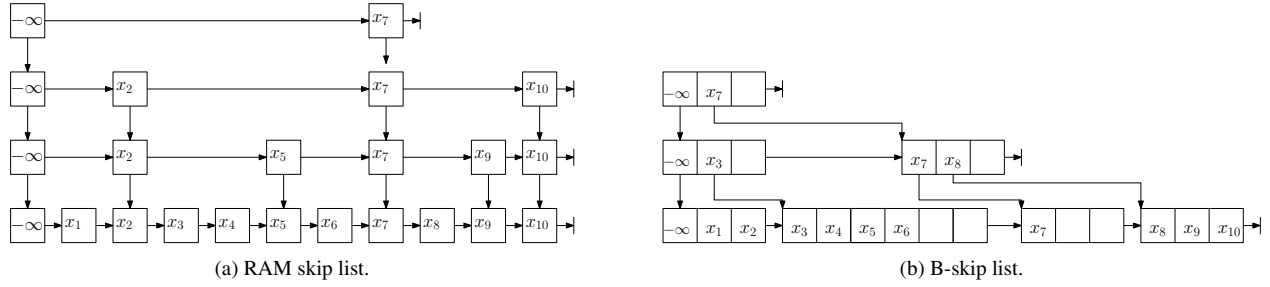 −∞ x₇
−∞ x₂ x₇ x₁₀ −∞ x₇
−∞ x₂ x₅ x₇ x₉ x₁₀ −∞ x₃ x₇ x₈
−∞ x₁ x₂ x₃ x₄ x₅ x₆ x₇ x₈ x₉ x₁₀ −∞ x₁ x₂ x₃ x₄ x₅ x₆ x₇ x₈ x₉ x₁₀
(a) RAM skip list. (b) B-skip list.